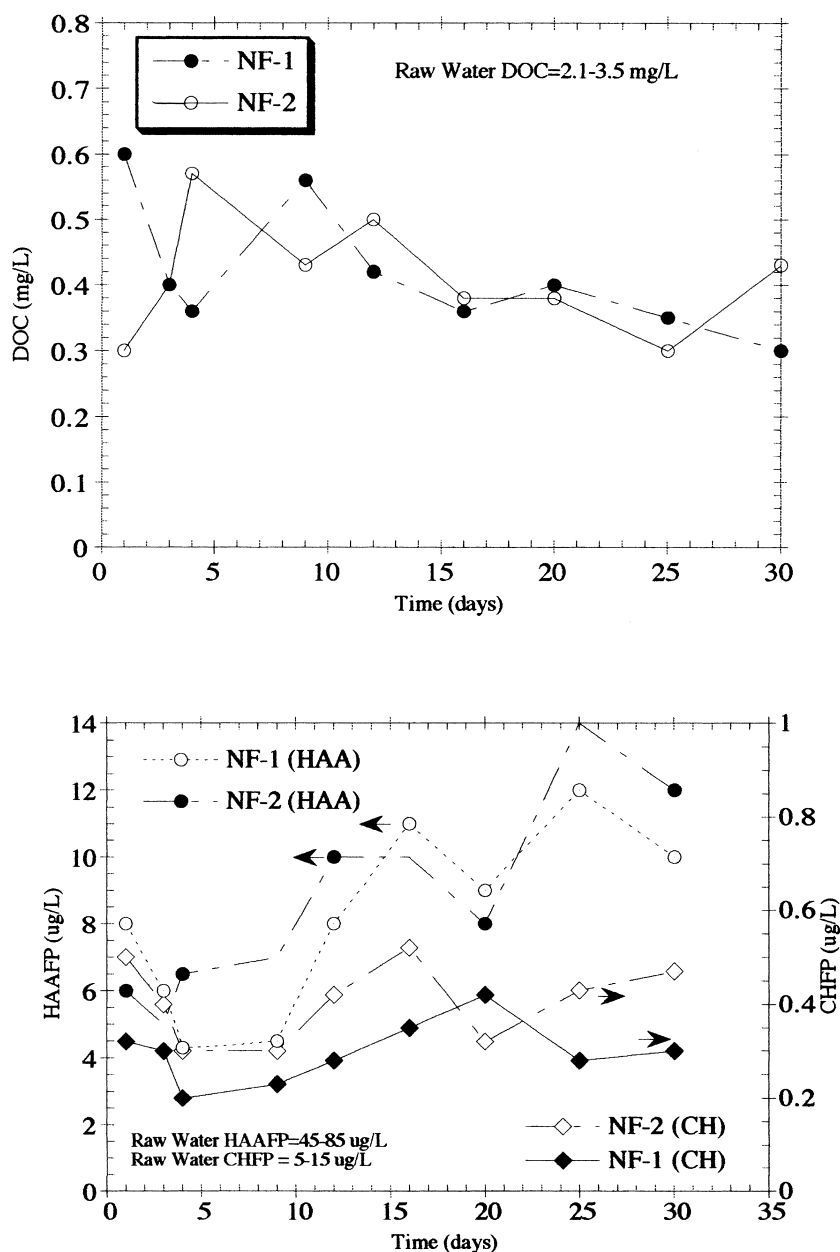 0.8
NF-1
NF-2
Raw Water DOC=2.1-3.5 mg/L
0.7
0.6
0.5
0.4
0.3
0.2
0.1
0
DOC (mg/L)
0 5 10 15 20 25 30
Time (days)
14 1
NF-1 (HAA)
NF-2 (HAA)
12
0.8
10
8
0.6
6
0.4
4
0.2
2
0 0
HAAFP (ug/L)
CHFP (ug/L)
Raw Water HAAFP=45-85 ug/L
Raw Water CHFP = 5-15 ug/L
NF-2 (CH)
NF-1 (CH)
0 5 10 15 20 25 30 35
Time (days)